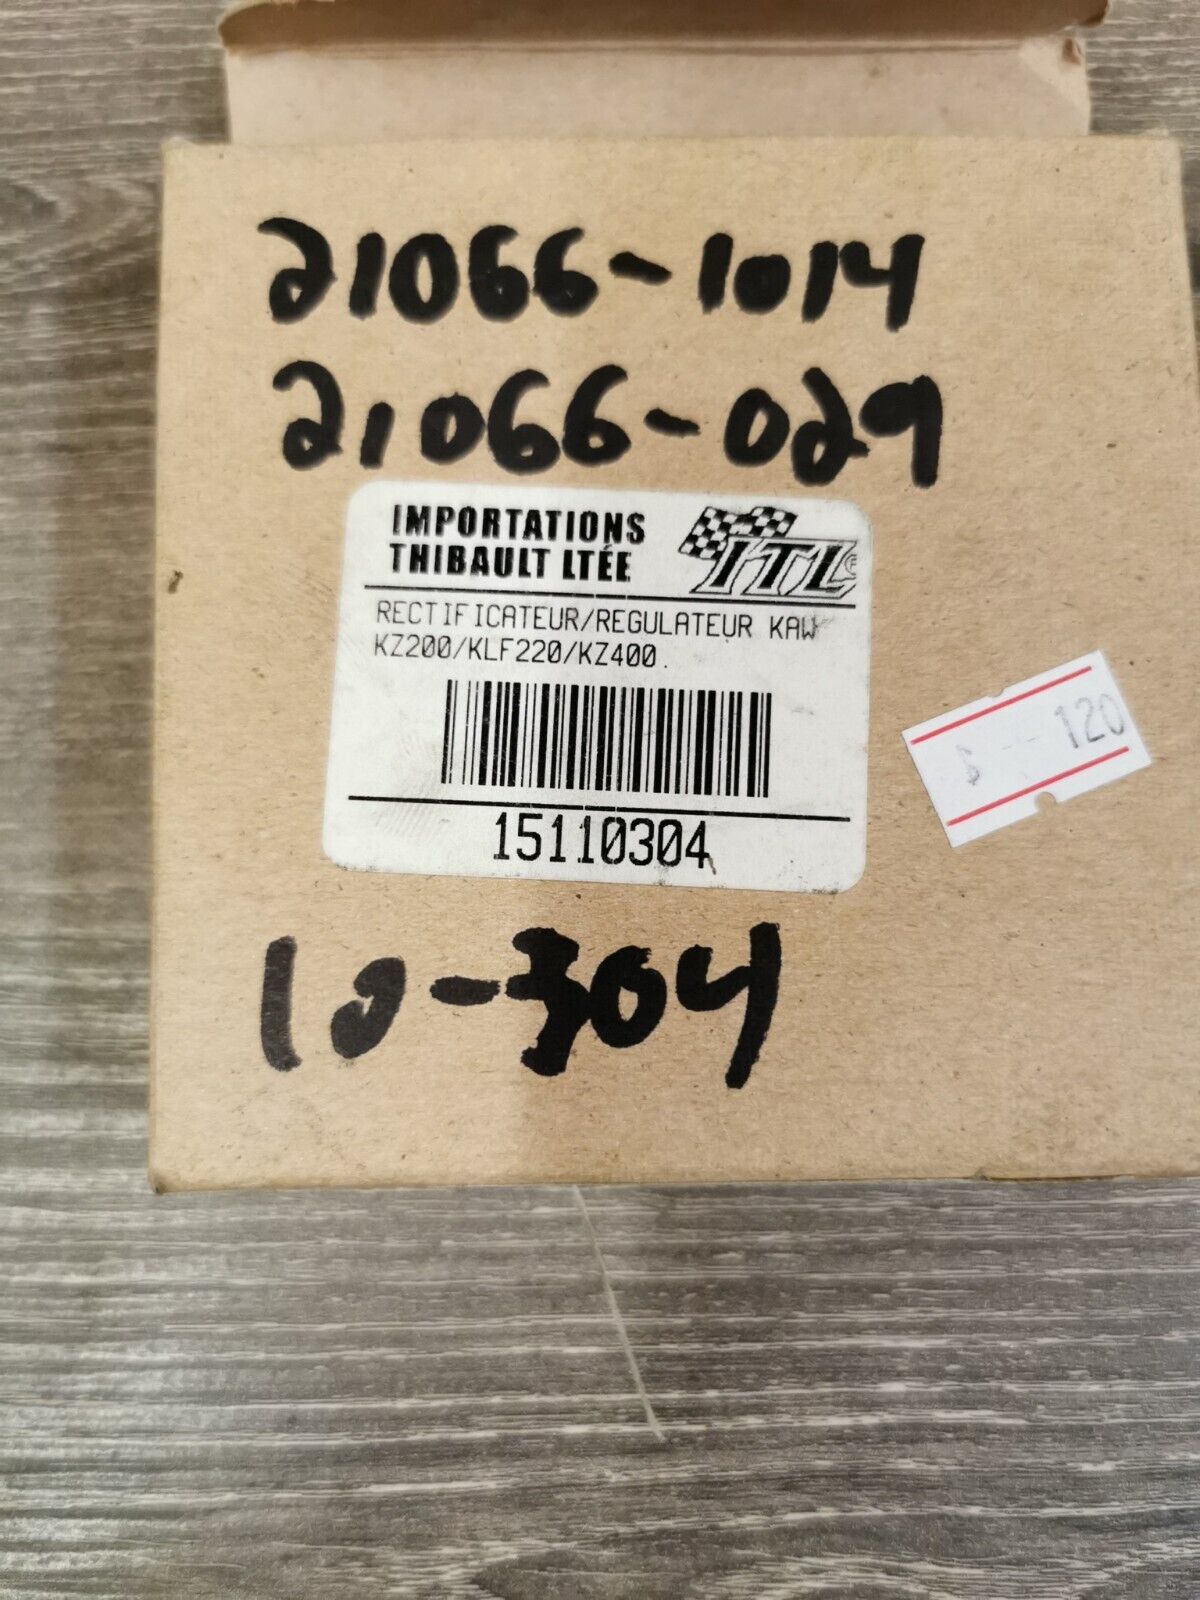 21066-1014
21066-029
IMPORTATIONS
THIBAULT LTÉE
ITL
RECTIFICATEUR/REGULATEUR KAW
KZ200/KLF220/KZ400.
$ -- 120
15110304
10-304